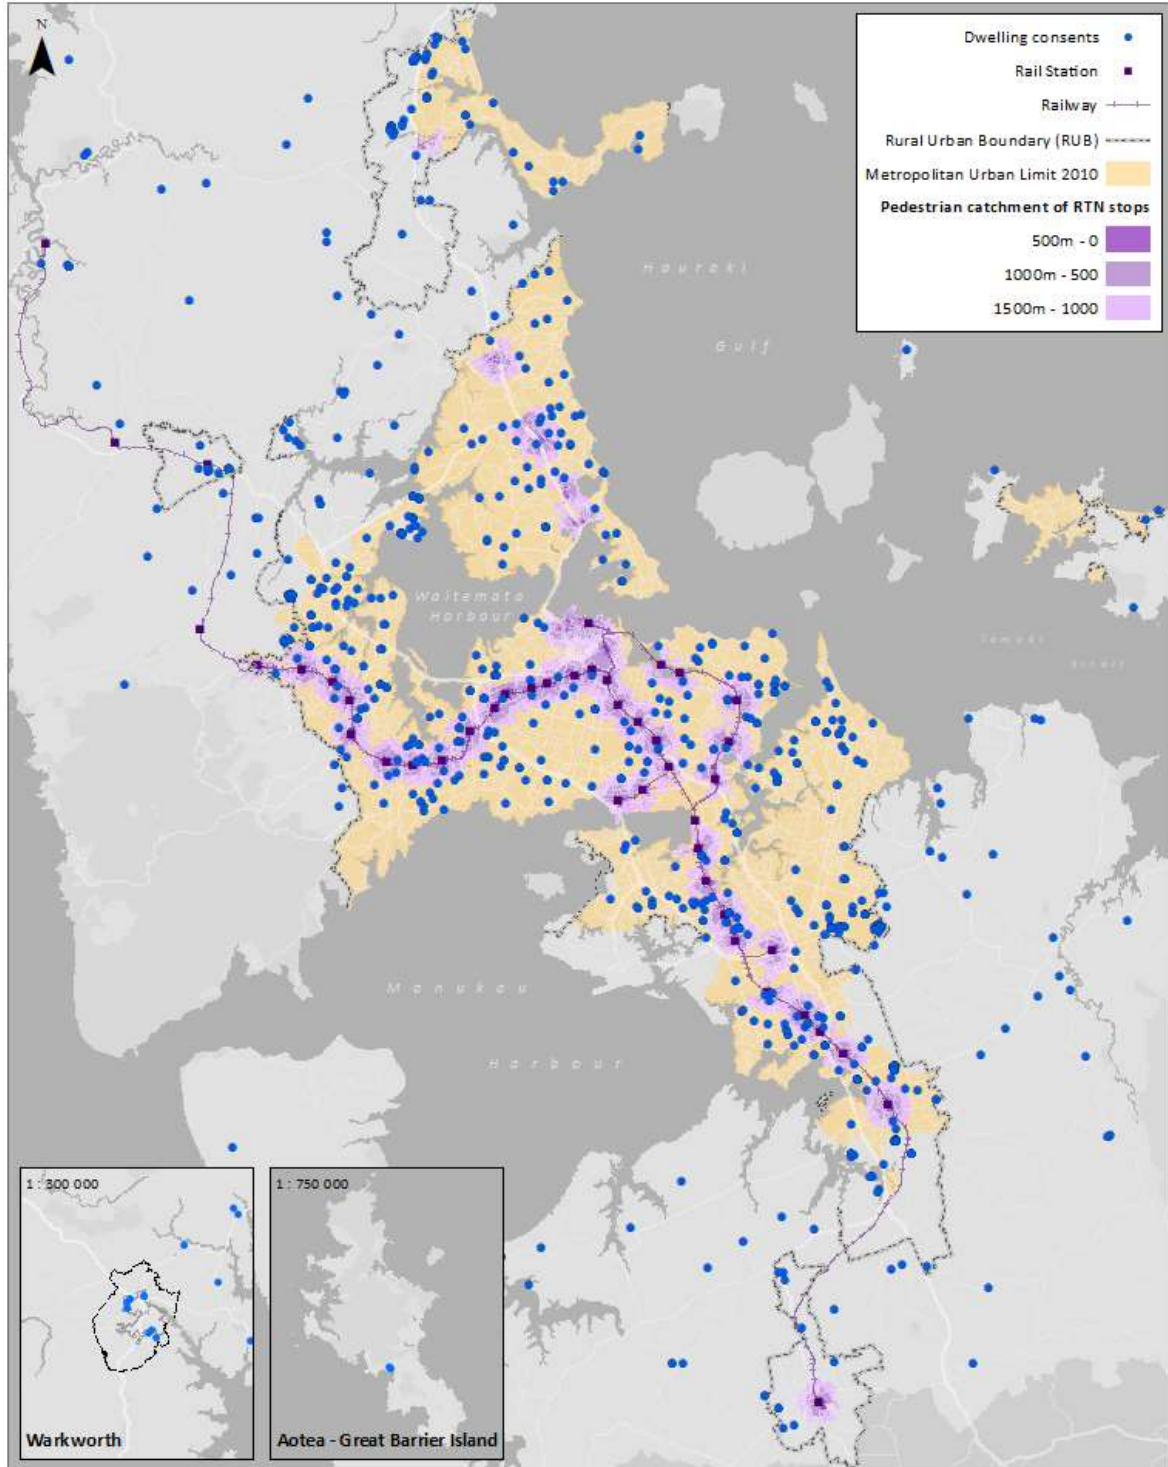 N
Dwelling consents
Rail Station
Railway
Rural Urban Boundary (RUB)
Metropolitan Urban Limit 2010
Pedestrian catchment of RTN stops
500m - 0
1000m - 500
1500m - 1000
Hauraki
Gulf
Waitemata
Harbour
Tamaki
Strait
Manukau
Harbour
1 : 300 000
Warkworth
1 : 750 000
Aotea - Great Barrier Island